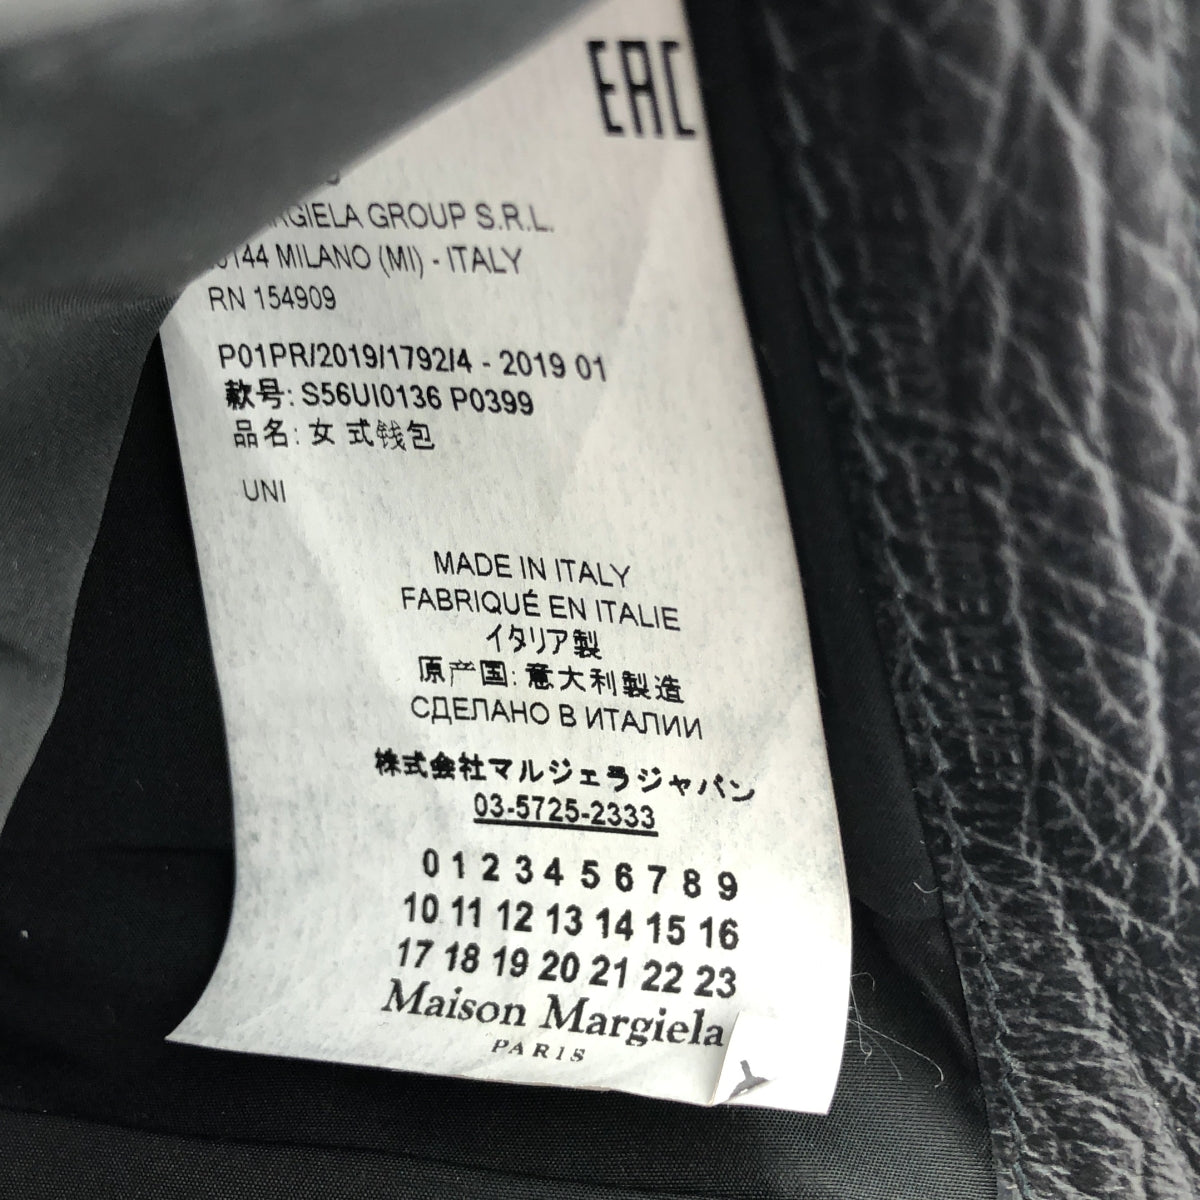 EAC
MARGIELA GROUP S.R.L.
MILANO (MI) - ITALY
RN 154909
P01PR/2019/1792/4 - 2019 01
款号: S56UI0136 P0399
品名: 女 式钱包
UNI
MADE IN ITALY
FABRIQUÉ EN ITALIE
イタリア製
原产国: 意大利製造
СДЕЛАНО В ИТАЛИИ
株式会社マルジェラジャパン
03-5725-2333
0 1 2 3 4 5 6 7 8 9
10 11 12 13 14 15 16
17 18 19 20 21 22 23
Maison Margiela
PARIS